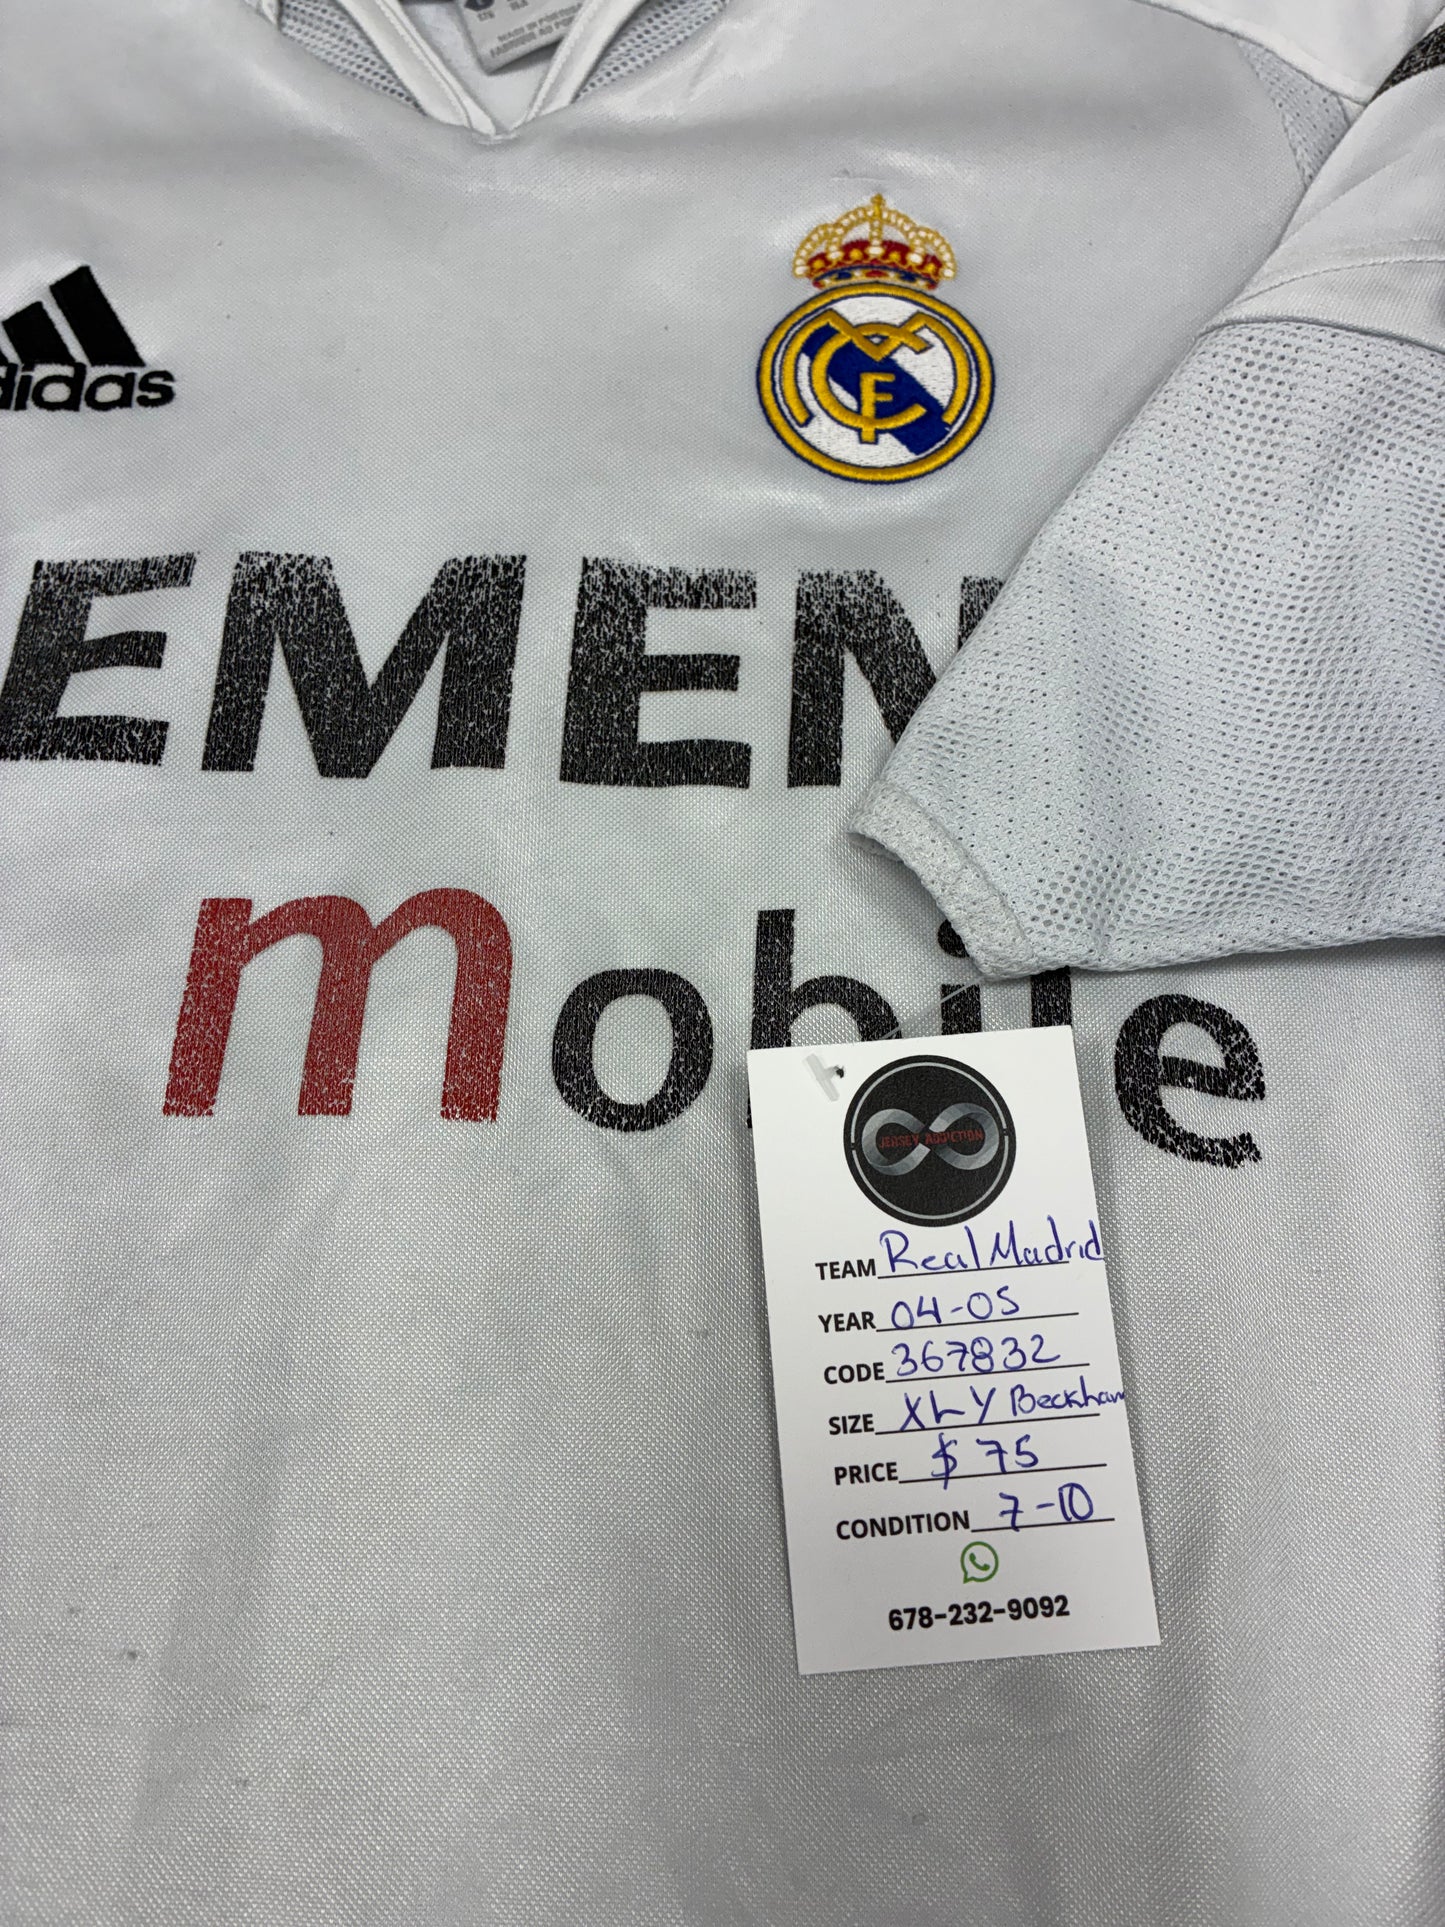 adidas
EMEN
mobile
JERSEY ADDICTION
TEAM Real Madrid
YEAR 04-05
CODE 367832
SIZE XL Y Beckham
PRICE $ 75
CONDITION 7-10
678-232-9092